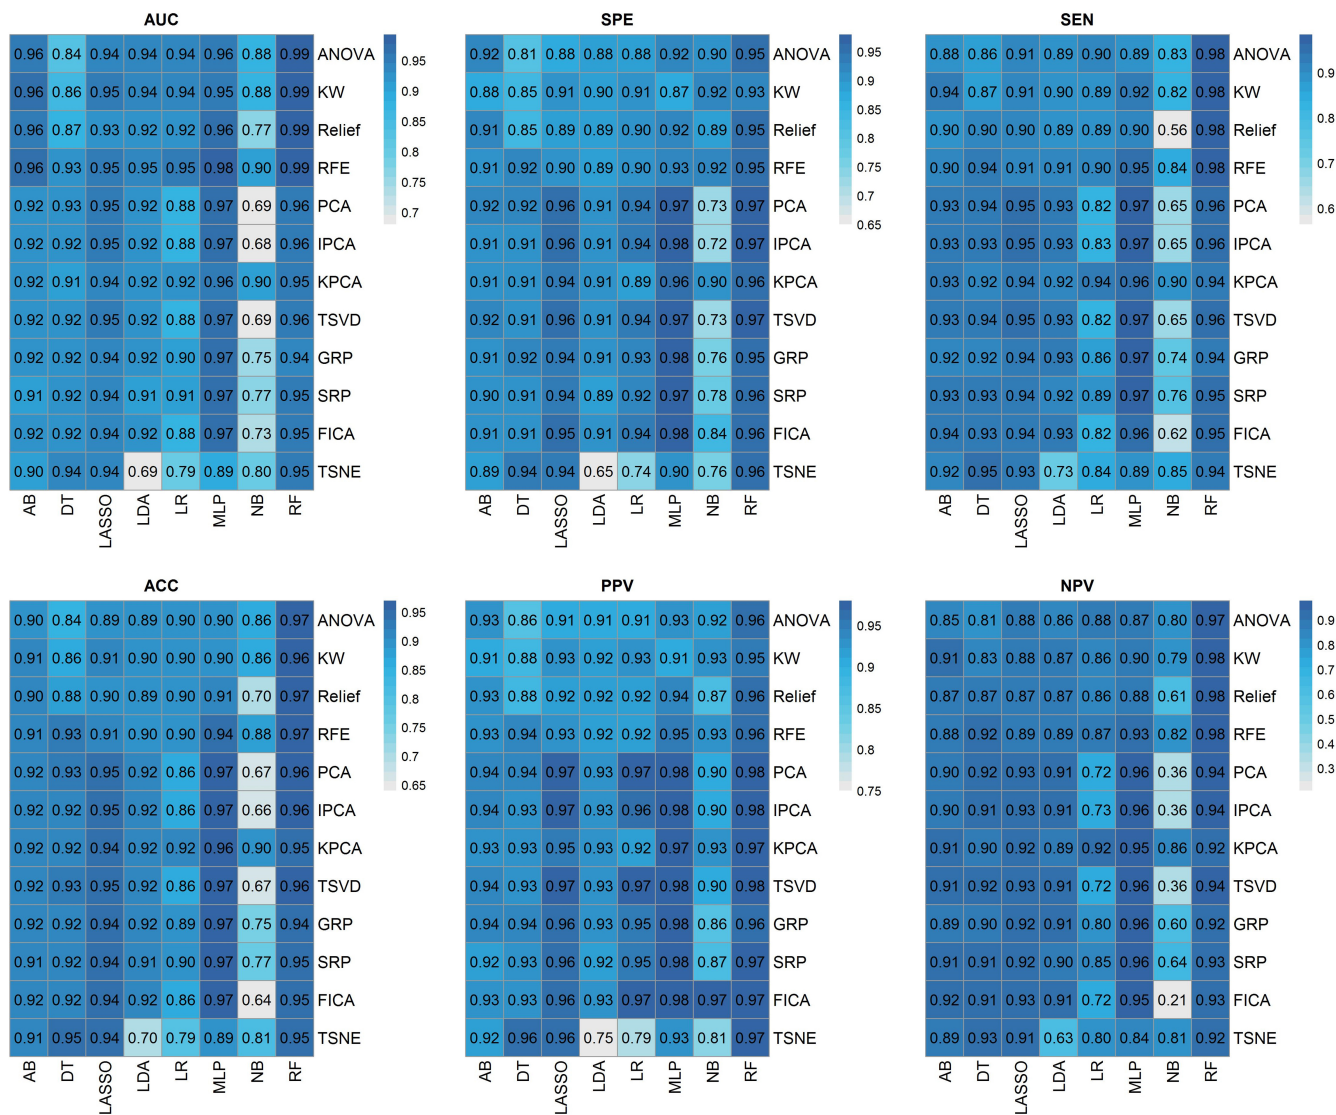 AUC
0.96 0.84 0.94 0.94 0.94 0.96 0.88 0.99 ANOVA
0.96 0.86 0.95 0.94 0.94 0.95 0.88 0.99 KW
0.96 0.87 0.93 0.92 0.92 0.96 0.77 0.99 Relief
0.96 0.93 0.95 0.95 0.95 0.98 0.90 0.99 RFE
0.92 0.92 0.95 0.92 0.88 0.97 0.69 0.96 PCA
0.92 0.92 0.95 0.92 0.88 0.97 0.68 0.96 IPCA
0.92 0.91 0.94 0.92 0.92 0.96 0.90 0.95 KPCA
0.92 0.92 0.95 0.92 0.88 0.97 0.69 0.96 TSVD
0.92 0.92 0.94 0.92 0.90 0.97 0.75 0.94 GRP
0.91 0.92 0.94 0.91 0.91 0.97 0.77 0.95 SRP
0.92 0.92 0.94 0.92 0.88 0.97 0.73 0.95 FICA
0.90 0.94 0.94 0.69 0.79 0.89 0.80 0.95 TSNE
AB DT LASSO LDA LR MLP NB RF
0.95
0.9
0.85
0.8
0.75
0.7
SPE
0.92 0.81 0.88 0.88 0.88 0.92 0.90 0.95 ANOVA
0.88 0.85 0.91 0.90 0.91 0.87 0.92 0.93 KW
0.91 0.85 0.89 0.89 0.90 0.92 0.89 0.95 Relief
0.91 0.92 0.90 0.89 0.90 0.93 0.92 0.95 RFE
0.92 0.92 0.96 0.91 0.94 0.97 0.73 0.97 PCA
0.91 0.91 0.96 0.91 0.94 0.98 0.72 0.97 IPCA
0.91 0.91 0.94 0.91 0.89 0.96 0.90 0.96 KPCA
0.92 0.91 0.96 0.91 0.94 0.97 0.73 0.97 TSVD
0.91 0.92 0.94 0.91 0.93 0.98 0.76 0.95 GRP
0.90 0.91 0.94 0.89 0.92 0.97 0.78 0.96 SRP
0.91 0.91 0.95 0.91 0.94 0.98 0.84 0.96 FICA
0.89 0.94 0.94 0.65 0.74 0.90 0.76 0.96 TSNE
AB DT LASSO LDA LR MLP NB RF
0.95
0.9
0.85
0.8
0.75
0.7
0.65
SEN
0.88 0.86 0.91 0.89 0.90 0.89 0.83 0.98 ANOVA
0.94 0.87 0.91 0.90 0.89 0.92 0.82 0.98 KW
0.90 0.90 0.90 0.89 0.89 0.90 0.56 0.98 Relief
0.90 0.94 0.91 0.91 0.90 0.95 0.84 0.98 RFE
0.93 0.94 0.95 0.93 0.82 0.97 0.65 0.96 PCA
0.93 0.93 0.95 0.93 0.83 0.97 0.65 0.96 IPCA
0.93 0.92 0.94 0.92 0.94 0.96 0.90 0.94 KPCA
0.93 0.94 0.95 0.93 0.82 0.97 0.65 0.96 TSVD
0.92 0.92 0.94 0.93 0.86 0.97 0.74 0.94 GRP
0.93 0.93 0.94 0.92 0.89 0.97 0.76 0.95 SRP
0.94 0.93 0.94 0.93 0.82 0.96 0.62 0.95 FICA
0.92 0.95 0.93 0.73 0.84 0.89 0.85 0.94 TSNE
AB DT LASSO LDA LR MLP NB RF
0.9
0.8
0.7
0.6
ACC
0.90 0.84 0.89 0.89 0.90 0.90 0.86 0.97 ANOVA
0.91 0.86 0.91 0.90 0.90 0.90 0.86 0.96 KW
0.90 0.88 0.90 0.89 0.90 0.91 0.70 0.97 Relief
0.91 0.93 0.91 0.90 0.90 0.94 0.88 0.97 RFE
0.92 0.93 0.95 0.92 0.86 0.97 0.67 0.96 PCA
0.92 0.92 0.95 0.92 0.86 0.97 0.66 0.96 IPCA
0.92 0.92 0.94 0.92 0.92 0.96 0.90 0.95 KPCA
0.92 0.93 0.95 0.92 0.86 0.97 0.67 0.96 TSVD
0.92 0.92 0.94 0.92 0.89 0.97 0.75 0.94 GRP
0.91 0.92 0.94 0.91 0.90 0.97 0.77 0.95 SRP
0.92 0.92 0.94 0.92 0.86 0.97 0.64 0.95 FICA
0.91 0.95 0.94 0.70 0.79 0.89 0.81 0.95 TSNE
AB DT LASSO LDA LR MLP NB RF
0.95
0.9
0.85
0.8
0.75
0.7
0.65
PPV
0.93 0.86 0.91 0.91 0.91 0.93 0.92 0.96 ANOVA
0.91 0.88 0.93 0.92 0.93 0.91 0.93 0.95 KW
0.93 0.88 0.92 0.92 0.92 0.94 0.87 0.96 Relief
0.93 0.94 0.93 0.92 0.92 0.95 0.93 0.96 RFE
0.94 0.94 0.97 0.93 0.97 0.98 0.90 0.98 PCA
0.94 0.93 0.97 0.93 0.96 0.98 0.90 0.98 IPCA
0.93 0.93 0.95 0.93 0.92 0.97 0.93 0.97 KPCA
0.94 0.93 0.97 0.93 0.97 0.98 0.90 0.98 TSVD
0.94 0.94 0.96 0.93 0.95 0.98 0.86 0.96 GRP
0.92 0.93 0.96 0.92 0.95 0.98 0.87 0.97 SRP
0.93 0.93 0.96 0.93 0.97 0.98 0.97 0.97 FICA
0.92 0.96 0.96 0.75 0.79 0.93 0.81 0.97 TSNE
AB DT LASSO LDA LR MLP NB RF
0.95
0.9
0.85
0.8
0.75
NPV
0.85 0.81 0.88 0.86 0.88 0.87 0.80 0.97 ANOVA
0.91 0.83 0.88 0.87 0.86 0.90 0.79 0.98 KW
0.87 0.87 0.87 0.87 0.86 0.88 0.61 0.98 Relief
0.88 0.92 0.89 0.89 0.87 0.93 0.82 0.98 RFE
0.90 0.92 0.93 0.91 0.72 0.96 0.36 0.94 PCA
0.90 0.91 0.93 0.91 0.73 0.96 0.36 0.94 IPCA
0.91 0.90 0.92 0.89 0.92 0.95 0.86 0.92 KPCA
0.91 0.92 0.93 0.91 0.72 0.96 0.36 0.94 TSVD
0.89 0.90 0.92 0.91 0.80 0.96 0.60 0.92 GRP
0.91 0.91 0.92 0.90 0.85 0.96 0.64 0.93 SRP
0.92 0.91 0.93 0.91 0.72 0.95 0.21 0.93 FICA
0.89 0.93 0.91 0.63 0.80 0.84 0.81 0.92 TSNE
AB DT LASSO LDA LR MLP NB RF
0.9
0.8
0.7
0.6
0.5
0.4
0.3